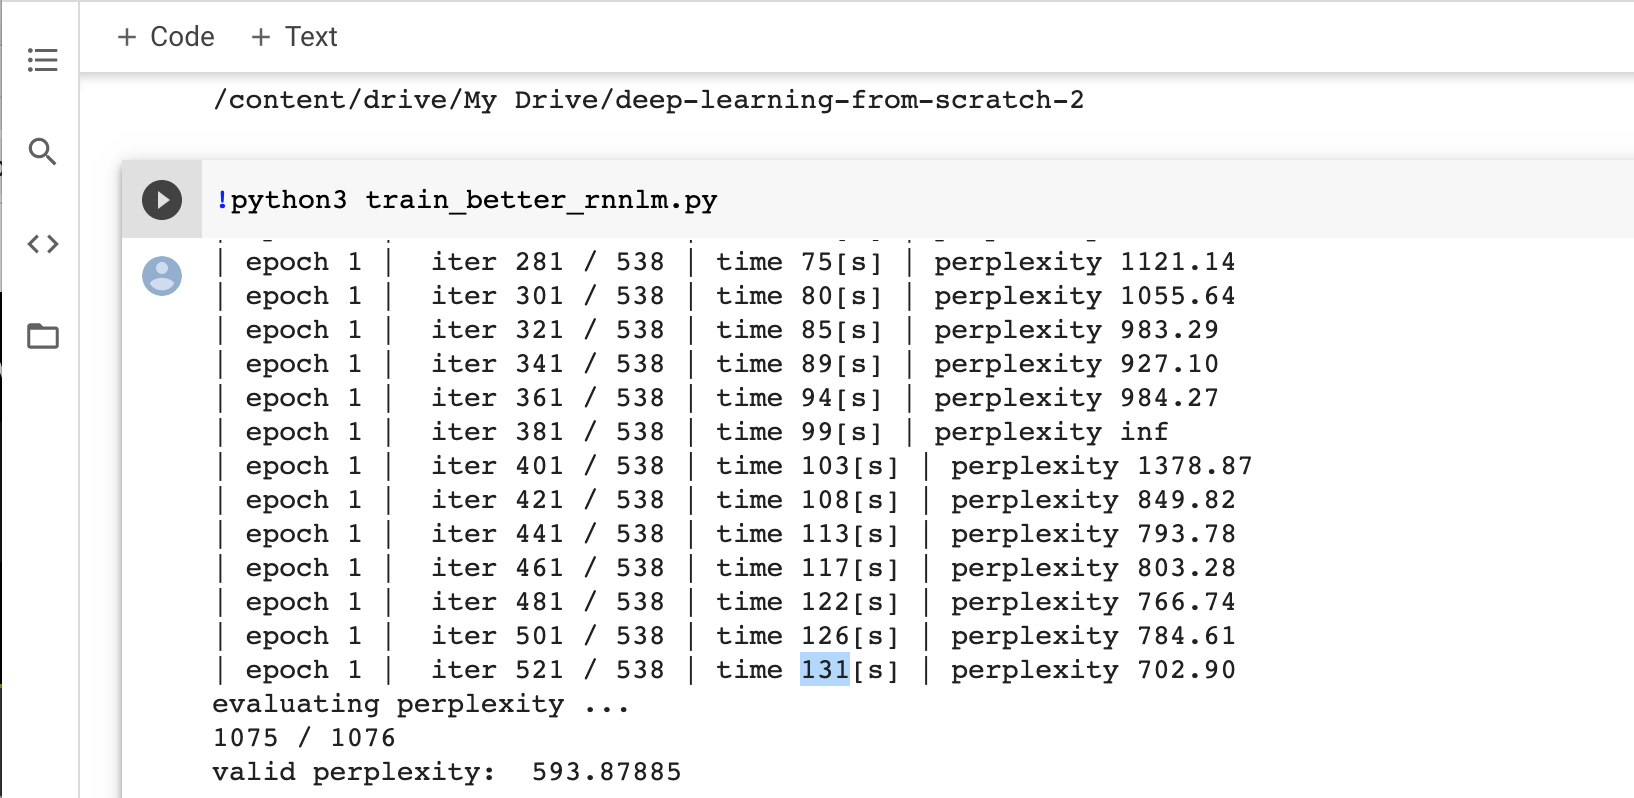 + Code + Text
/content/drive/My Drive/deep-learning-from-scratch-2
!python3 train_better_rnnlm.py
| epoch 1 | iter 281 / 538 | time 75[s] | perplexity 1121.14
| epoch 1 | iter 301 / 538 | time 80[s] | perplexity 1055.64
| epoch 1 | iter 321 / 538 | time 85[s] | perplexity 983.29
| epoch 1 | iter 341 / 538 | time 89[s] | perplexity 927.10
| epoch 1 | iter 361 / 538 | time 94[s] | perplexity 984.27
| epoch 1 | iter 381 / 538 | time 99[s] | perplexity inf
| epoch 1 | iter 401 / 538 | time 103[s] | perplexity 1378.87
| epoch 1 | iter 421 / 538 | time 108[s] | perplexity 849.82
| epoch 1 | iter 441 / 538 | time 113[s] | perplexity 793.78
| epoch 1 | iter 461 / 538 | time 117[s] | perplexity 803.28
| epoch 1 | iter 481 / 538 | time 122[s] | perplexity 766.74
| epoch 1 | iter 501 / 538 | time 126[s] | perplexity 784.61
| epoch 1 | iter 521 / 538 | time 131[s] | perplexity 702.90
evaluating perplexity ...
1075 / 1076
valid perplexity: 593.87885